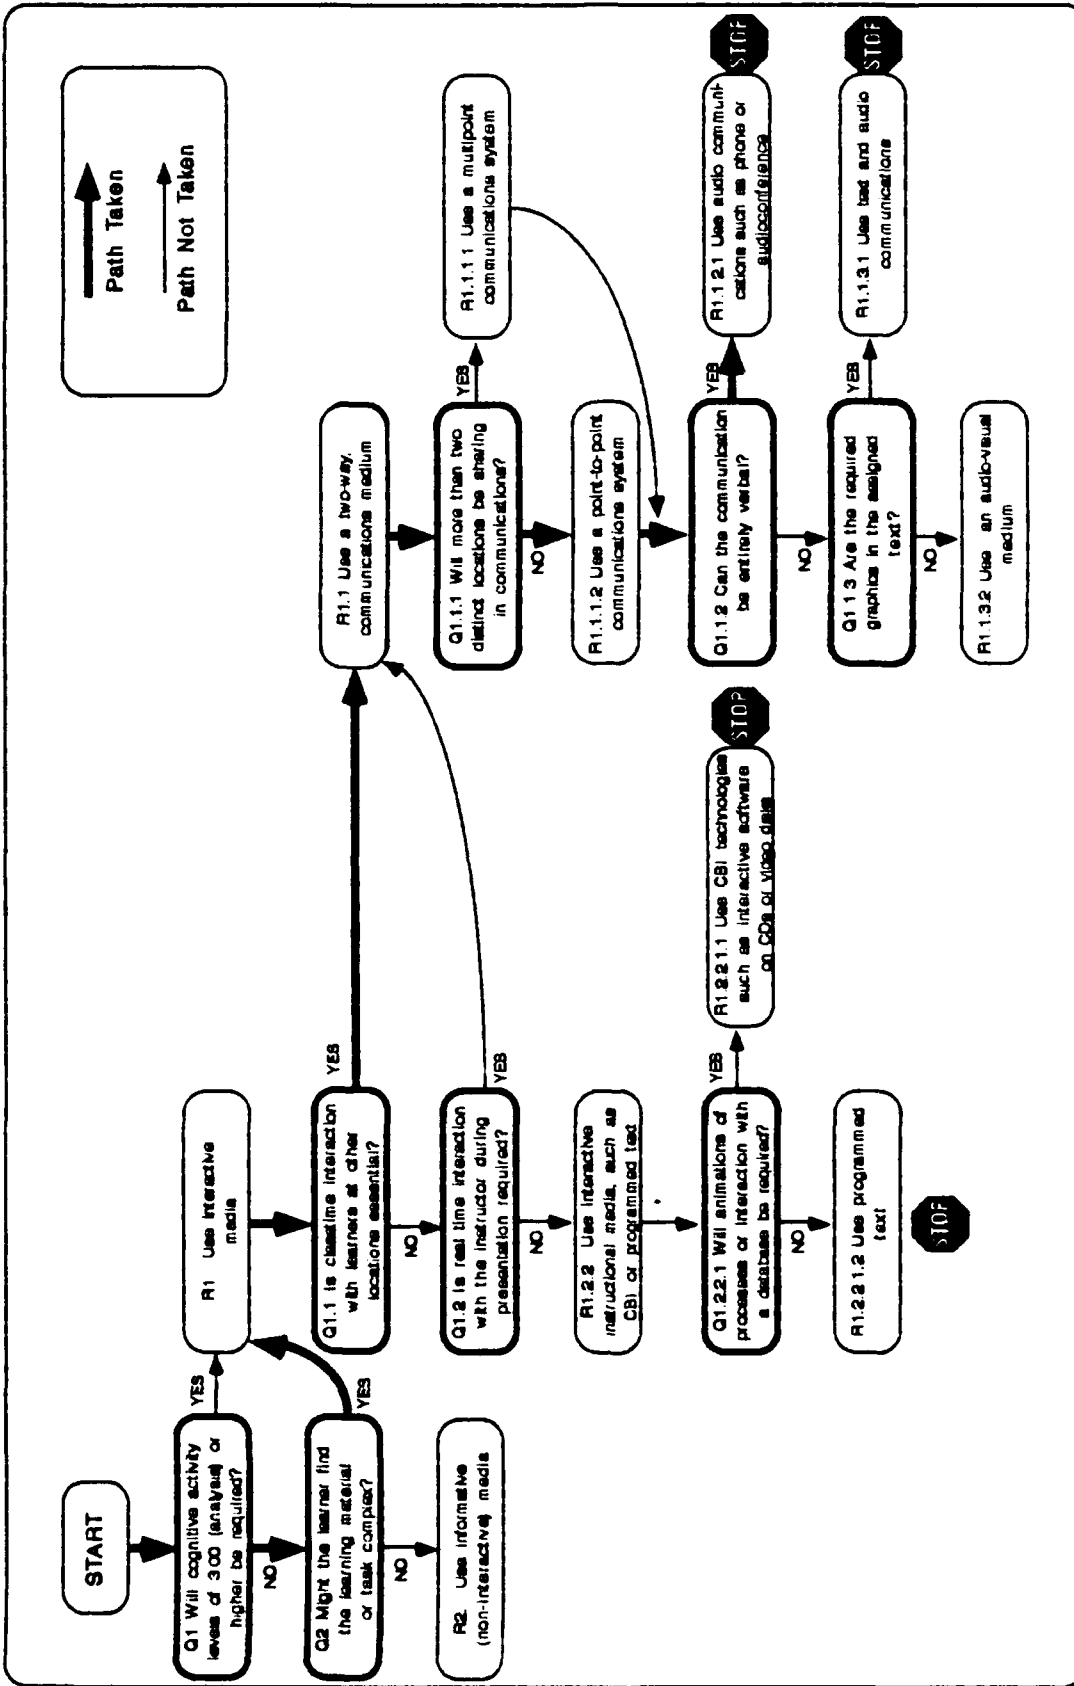 START
Q1 Will cognitive activity
levels of 300 (analysis) or
higher be required?
YES
NO
Q2 Might the learner find
the learning material
or task complex?
YES
NO
R2. Use informative
(non-interactive) media
R1 Use interactive
media
Q1.1 Is classtime interaction
with learners at other
locations essential?
YES
NO
Q1.2 Is real time interaction
with the instructor during
presentation required?
YES
NO
R1.2.2 Use interactive
instructional media, such as
CBI or programmed text
Q1.2.2.1 Will animations of
processes or interaction with
a database be required?
YES
NO
R1.2.2.1.2 Use programmed
text
STOP
R1.2.2.1.1 Use CBI technologies
such as interactive software
on CDs or video disks
STOP
R1.1 Use a two-way,
communications medium
Q1.1.1 Will more than two
distinct locations be sharing
in communications?
YES
NO
R1.1.1.1 Use a multipoint
communications system
R1.1.1.2 Use a point-to-point
communications system
Q1.1.2 Can the communication
be entirely verbal?
YES
NO
R1.1.2.1 Use audio communi-
cations such as phone or
audioconference
STOP
Q1.1.3 Are the required
graphics in the assigned
text?
YES
NO
R1.1.3.1 Use text and audio
communications
STOP
R1.1.3.2 Use an audio-visual
medium
Path Taken
Path Not Taken